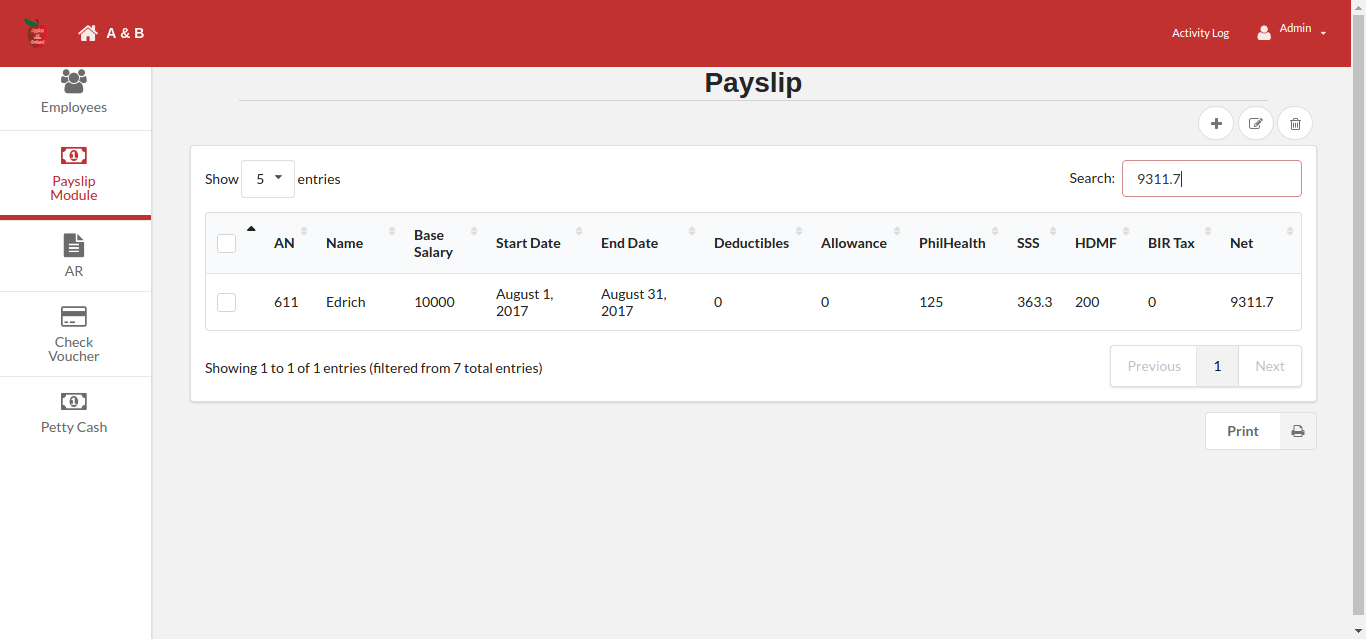 A & B
Activity Log
Admin
Employees
Payslip
Module
AR
Check
Voucher
Petty Cash
Payslip
Show 5 entries
Search: 9311.7
AN Name Base Salary Start Date End Date Deductibles Allowance PhilHealth SSS HDMF BIR Tax Net
611 Edrich 10000 August 1, 2017 August 31, 2017 0 0 125 363.3 200 0 9311.7
Showing 1 to 1 of 1 entries (filtered from 7 total entries)
Previous 1 Next
Print